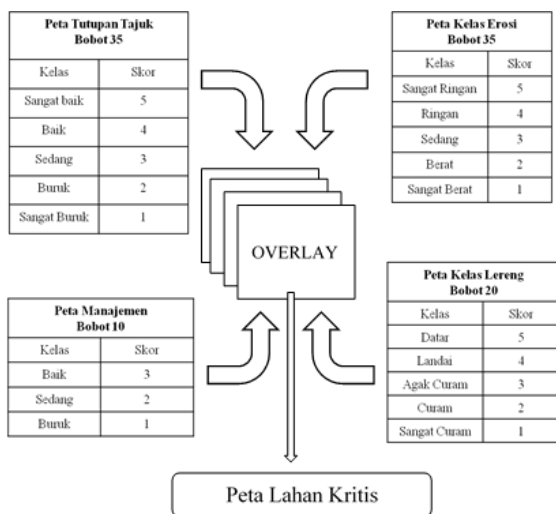 Peta Tutupan Tajuk
Bobot 35
Kelas Skor
Sangat baik 5
Baik 4
Sedang 3
Buruk 2
Sangat Buruk 1
Peta Kelas Erosi
Bobot 35
Kelas Skor
Sangat Ringan 5
Ringan 4
Sedang 3
Berat 2
Sangat Berat 1
OVERLAY
Peta Manajemen
Bobot 10
Kelas Skor
Baik 3
Sedang 2
Buruk 1
Peta Kelas Lereng
Bobot 20
Kelas Skor
Datar 5
Landai 4
Agak Curam 3
Curam 2
Sangat Curam 1
Peta Lahan Kritis